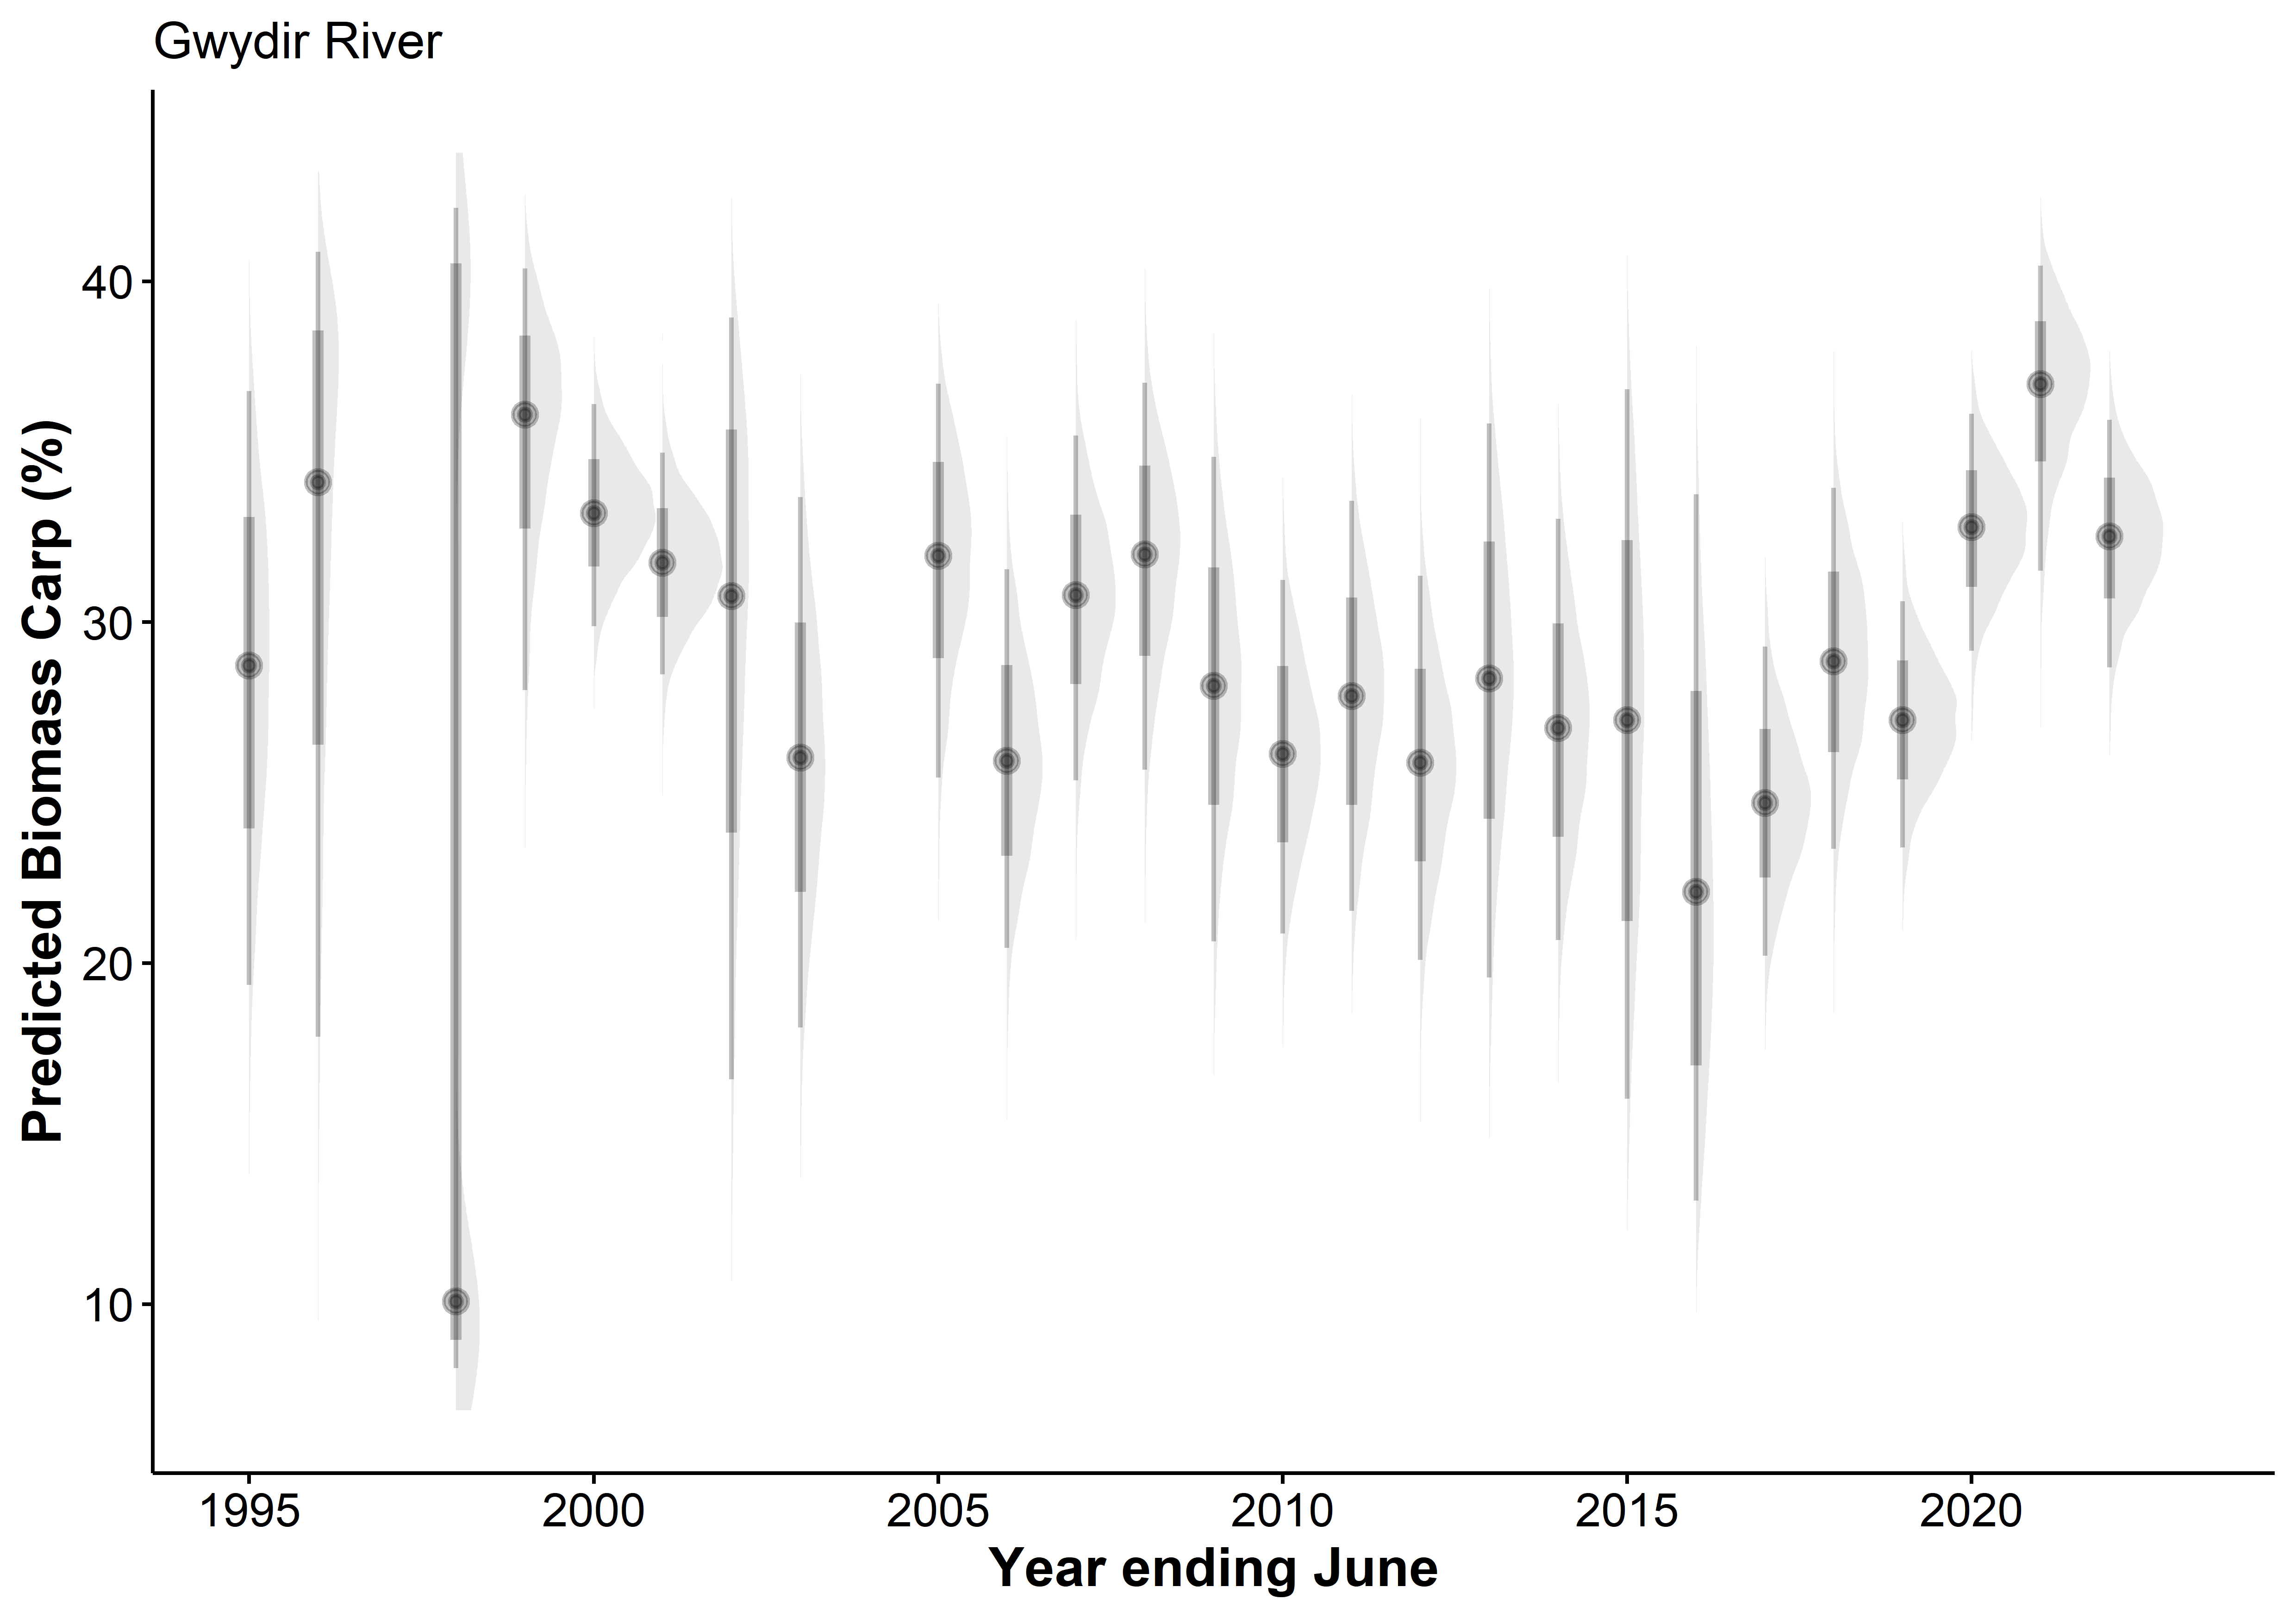 Gwydir River
Predicted Biomass Carp (%)
40
30
20
10
1995 2000 2005 2010 2015 2020
Year ending June